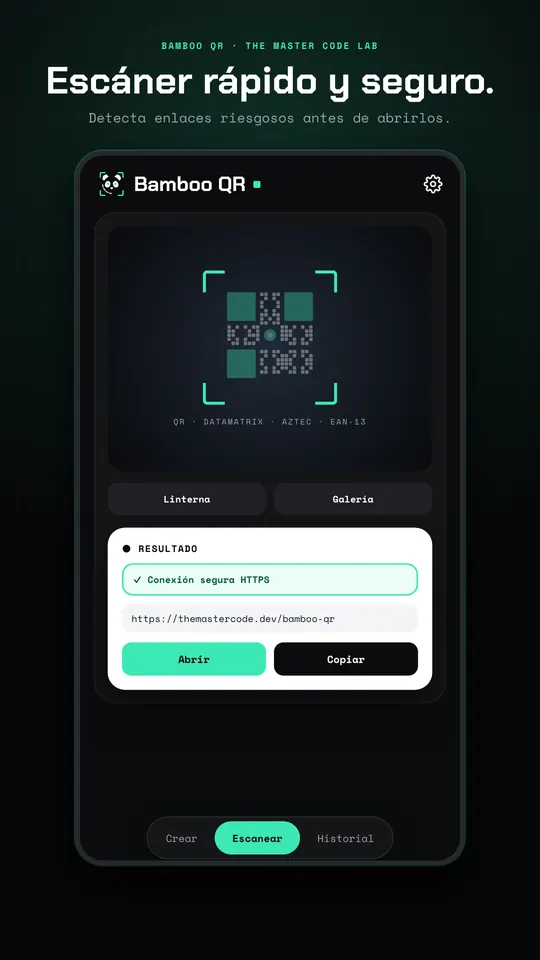 BAMBOO QR · THE MASTER CODE LAB
Escáner rápido y seguro.
Detecta enlaces riesgosos antes de abrirlos.
Bamboo QR
QR · DATAMATRIX · AZTEC · EAN-13
Linterna
Galería
RESULTADO
✓ Conexión segura HTTPS
https://themastercode.dev/bamboo-qr
Abrir
Copiar
Crear
Escanear
Historial